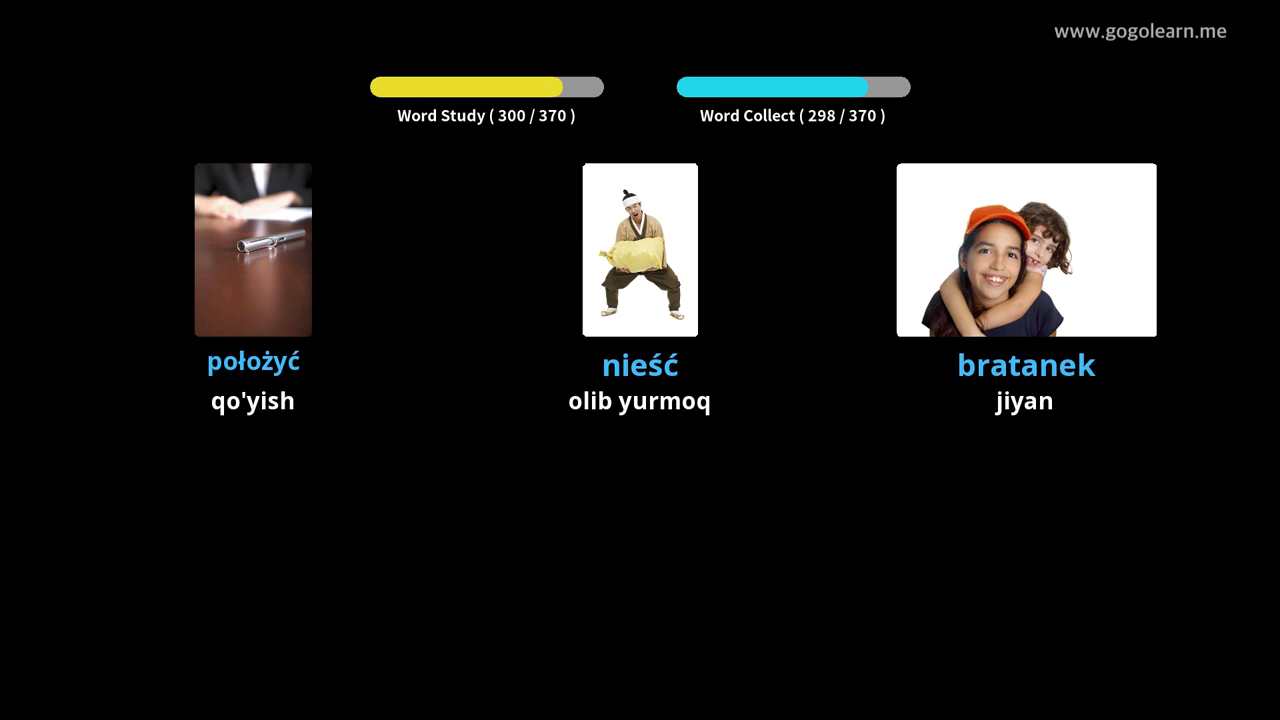 www.gogolearn.me
Word Study ( 300 / 370 )
Word Collect ( 298 / 370 )
położyć
nieść
bratanek
qo'yish
olib yurmoq
jiyan